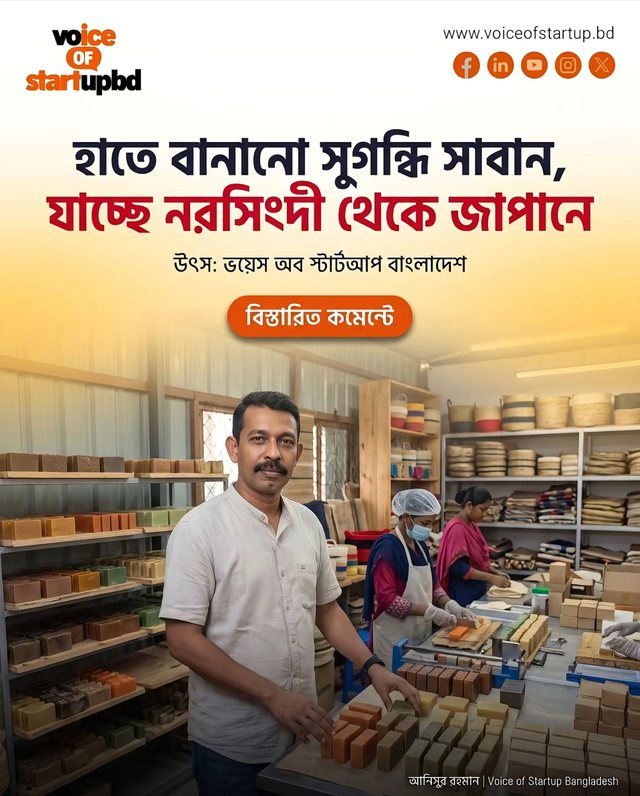 voice
OF
startupbd
www.voiceofstartup.bd
হাতে বানানো সুগন্ধি সাবান,
যাচ্ছে নরসিংদী থেকে জাপানে
উৎস: ভয়েস অব স্টার্টআপ বাংলাদেশ
বিস্তারিত কমেন্টে
আনিসুর রহমান | Voice of Startup Bangladesh